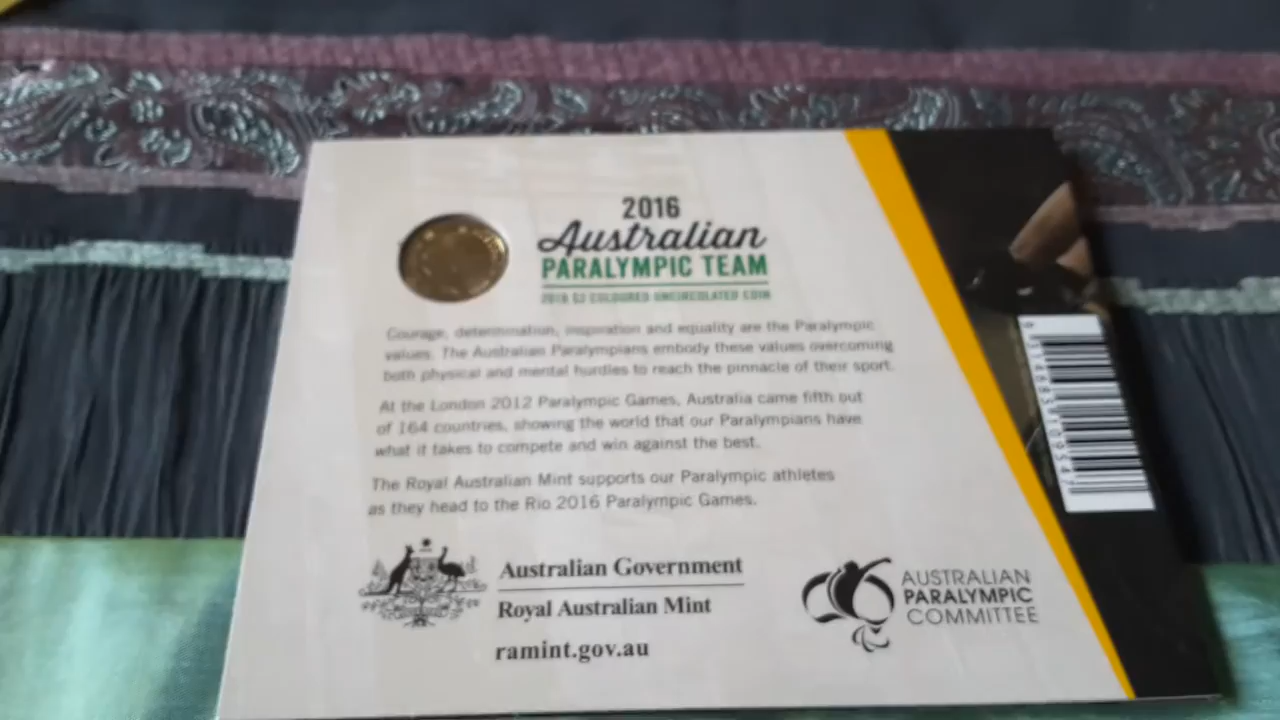 2016
Australian
PARALYMPIC TEAM
2016 $2 COLOURED UNCIRCULATED COIN
Courage, determination, inspiration and equality are the Paralympic
values. The Australian Paralympians embody these values overcoming
both physical and mental hurdles to reach the pinnacle of their sport.
At the London 2012 Paralympic Games, Australia came fifth out
of 164 countries, showing the world that our Paralympians have
what it takes to compete and win against the best.
The Royal Australian Mint supports our Paralympic athletes
as they head to the Rio 2016 Paralympic Games.
Australian Government
Royal Australian Mint
ramint.gov.au
AUSTRALIAN
PARALYMPIC
COMMITTEE